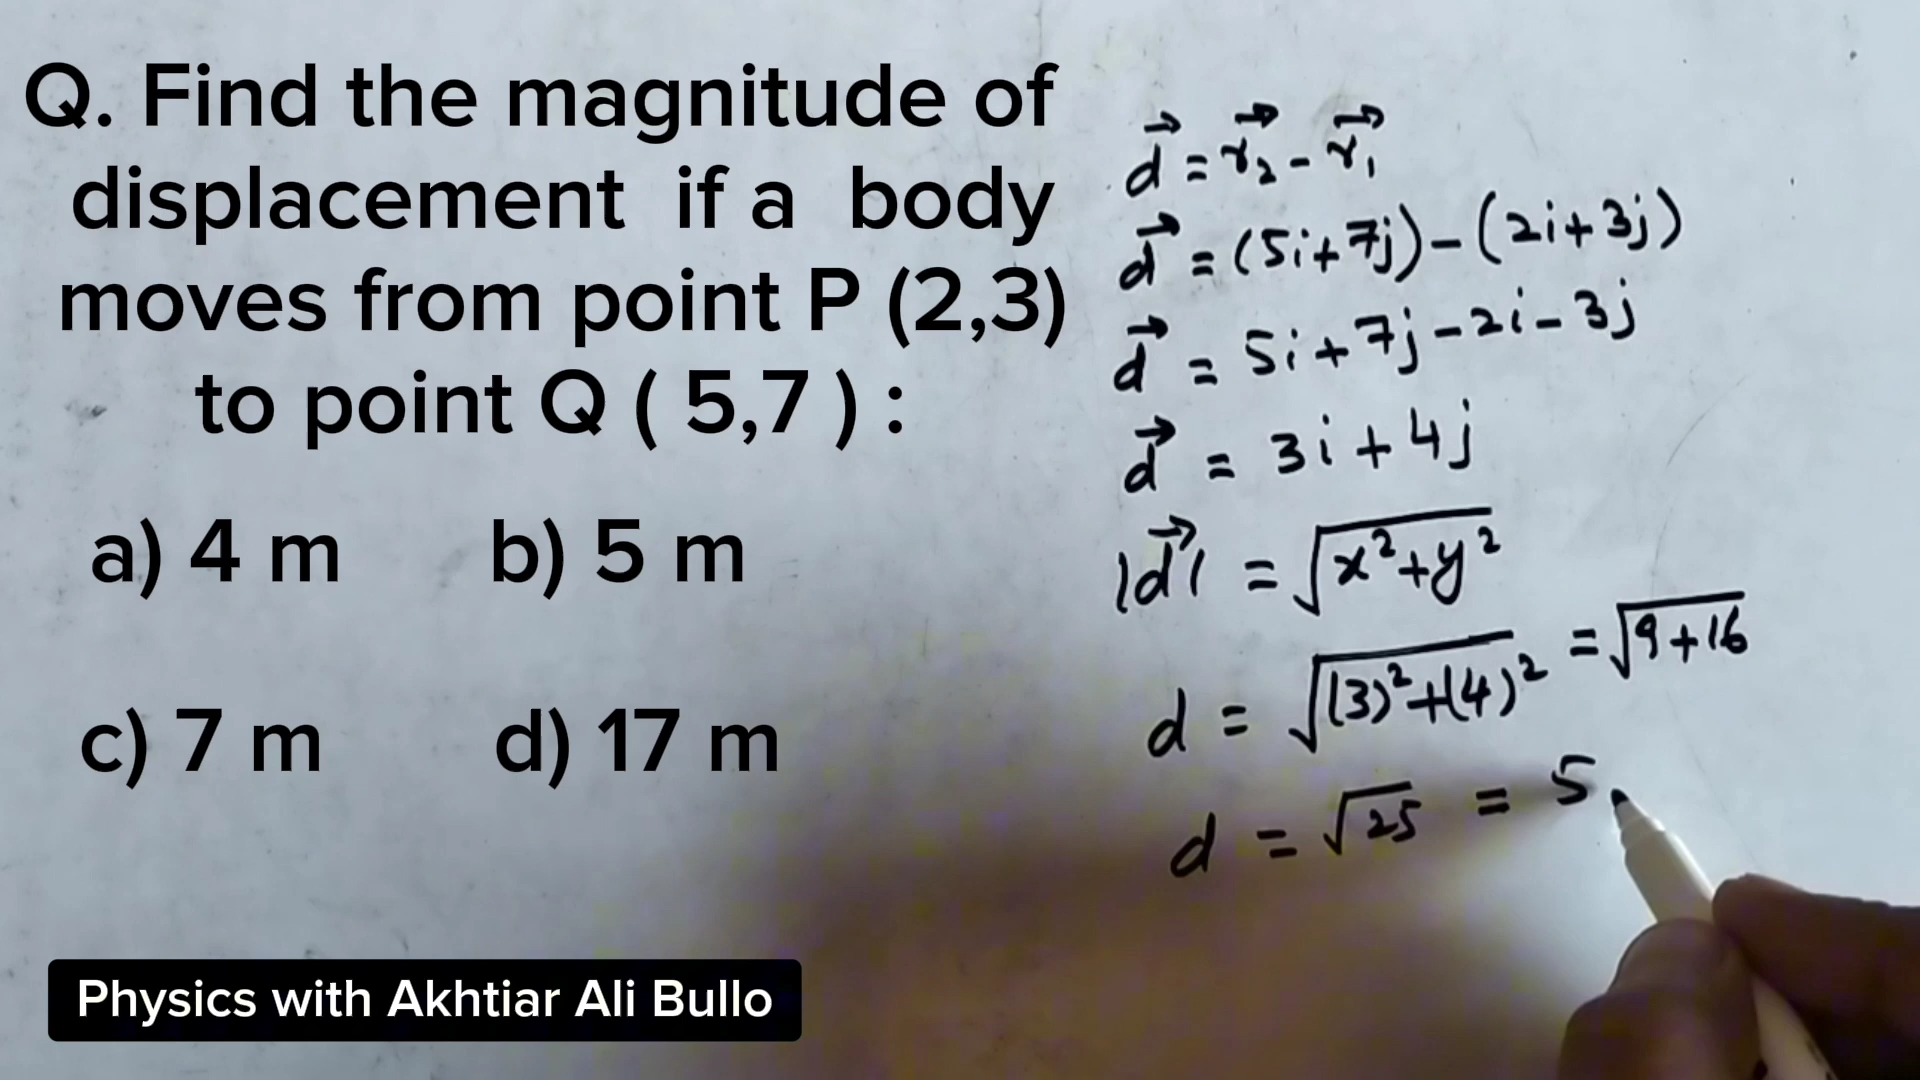 Q. Find the magnitude of
displacement if a body
moves from point P (2,3)
to point Q ( 5,7 ) :
a) 4 m b) 5 m
c) 7 m d) 17 m
Physics with Akhtiar Ali Bullo
d⃗ = r⃗₂ - r⃗₁
d⃗ = (5i+7j) - (2i+3j)
d⃗ = 5i+7j-2i-3j
d⃗ = 3i+4j
|d⃗| = √x²+y²
d = √(3)²+(4)² = √9+16
d = √25 = 5